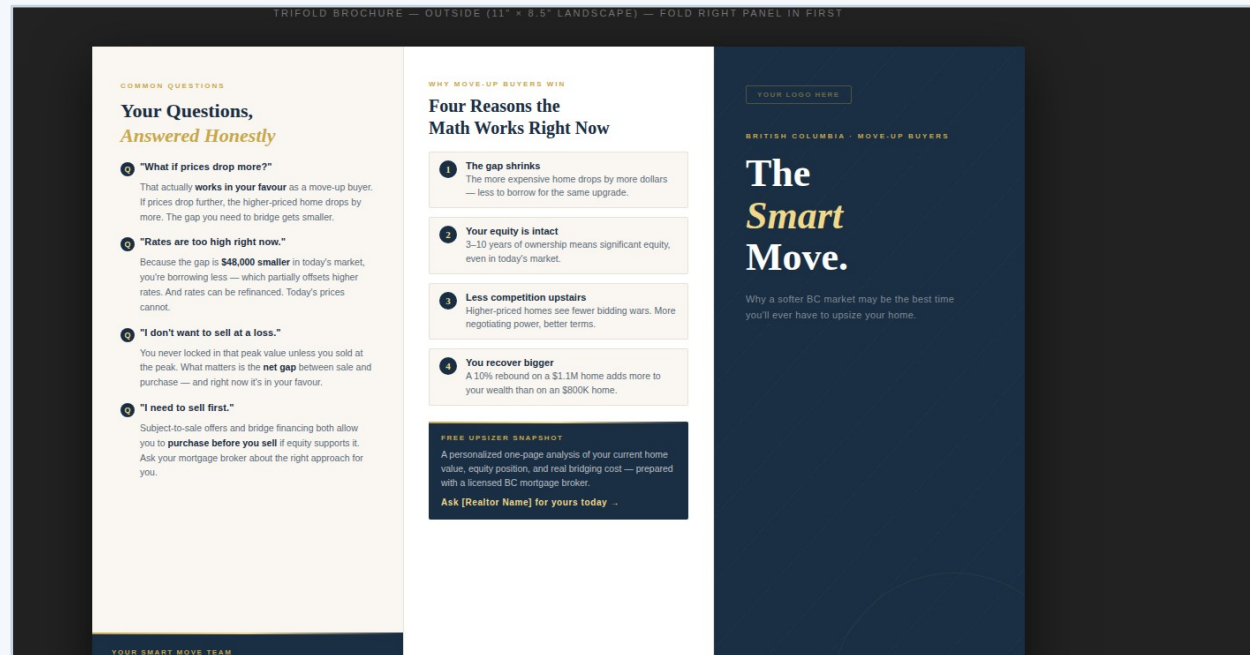 TRIFOLD BROCHURE — OUTSIDE (11" × 8.5" LANDSCAPE) — FOLD RIGHT PANEL IN FIRST
COMMON QUESTIONS
Your Questions,
Answered Honestly
Q "What if prices drop more?"
That actually works in your favour as a move-up buyer.
If prices drop further, the higher-priced home drops by
more. The gap you need to bridge gets smaller.
Q "Rates are too high right now."
Because the gap is $48,000 smaller in today's market,
you're borrowing less — which partially offsets higher
rates. And rates can be refinanced. Today's prices
cannot.
Q "I don't want to sell at a loss."
You never locked in that peak value unless you sold at
the peak. What matters is the net gap between sale and
purchase — and right now it's in your favour.
Q "I need to sell first."
Subject-to-sale offers and bridge financing both allow
you to purchase before you sell if equity supports it.
Ask your mortgage broker about the right approach for
you.
YOUR SMART MOVE TEAM
WHY MOVE-UP BUYERS WIN
Four Reasons the
Math Works Right Now
1 The gap shrinks
The more expensive home drops by more dollars
— less to borrow for the same upgrade.
2 Your equity is intact
3–10 years of ownership means significant equity,
even in today's market.
3 Less competition upstairs
Higher-priced homes see fewer bidding wars. More
negotiating power, better terms.
4 You recover bigger
A 10% rebound on a $1.1M home adds more to
your wealth than on an $800K home.
FREE UPSIZER SNAPSHOT
A personalized one-page analysis of your current home
value, equity position, and real bridging cost — prepared
with a licensed BC mortgage broker.
Ask [Realtor Name] for yours today →
YOUR LOGO HERE
BRITISH COLUMBIA · MOVE-UP BUYERS
The
Smart
Move.
Why a softer BC market may be the best time
you'll ever have to upsize your home.